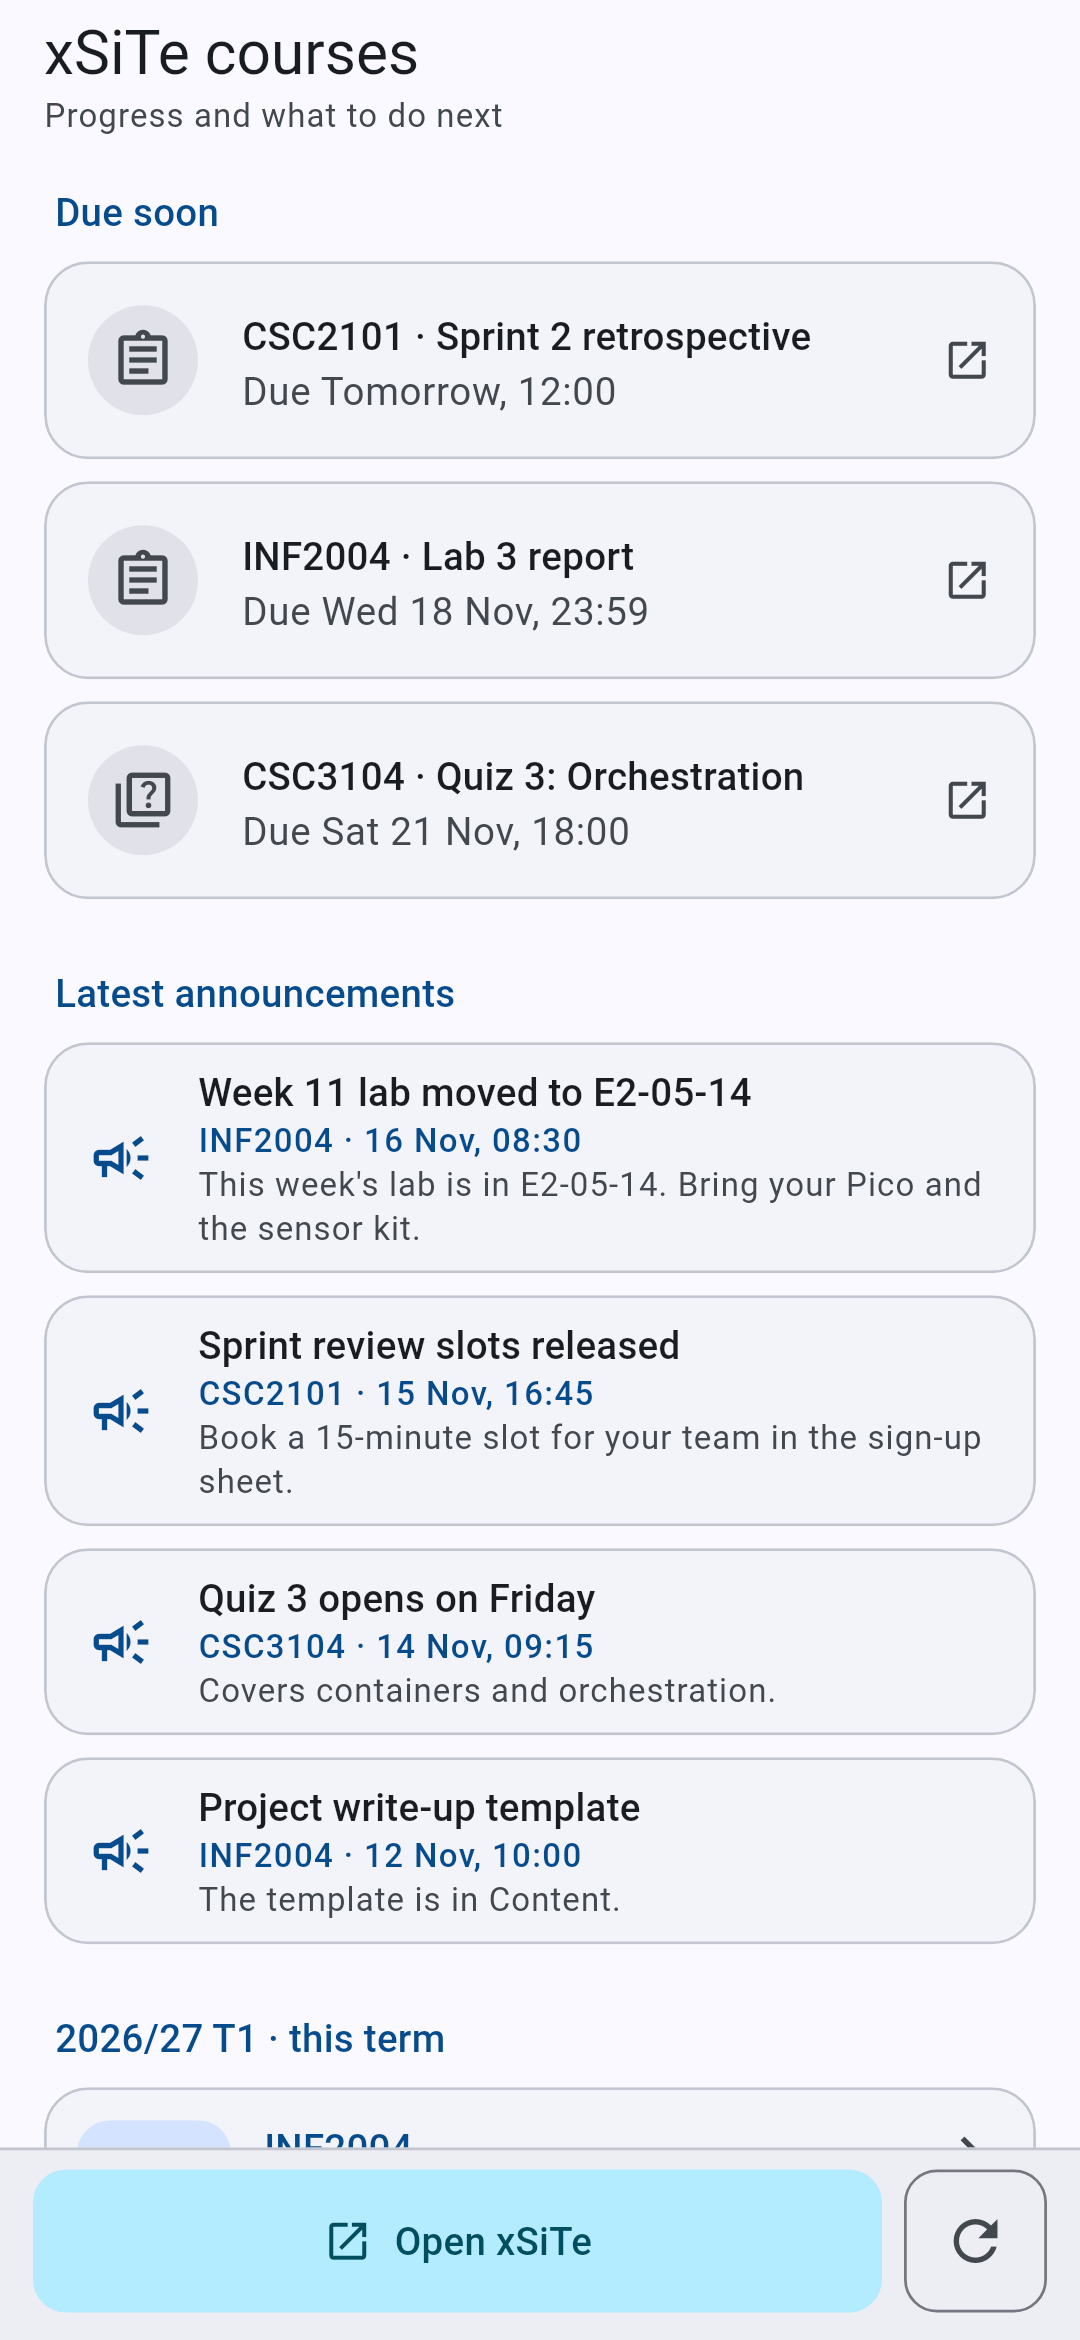 xSiTe courses
Progress and what to do next
Due soon
CSC2101 · Sprint 2 retrospective
Due Tomorrow, 12:00
INF2004 · Lab 3 report
Due Wed 18 Nov, 23:59
CSC3104 · Quiz 3: Orchestration
Due Sat 21 Nov, 18:00
Latest announcements
Week 11 lab moved to E2-05-14
INF2004 · 16 Nov, 08:30
This week's lab is in E2-05-14. Bring your Pico and
the sensor kit.
Sprint review slots released
CSC2101 · 15 Nov, 16:45
Book a 15-minute slot for your team in the sign-up
sheet.
Quiz 3 opens on Friday
CSC3104 · 14 Nov, 09:15
Covers containers and orchestration.
Project write-up template
INF2004 · 12 Nov, 10:00
The template is in Content.
2026/27 T1 · this term
INF2004
Open xSiTe